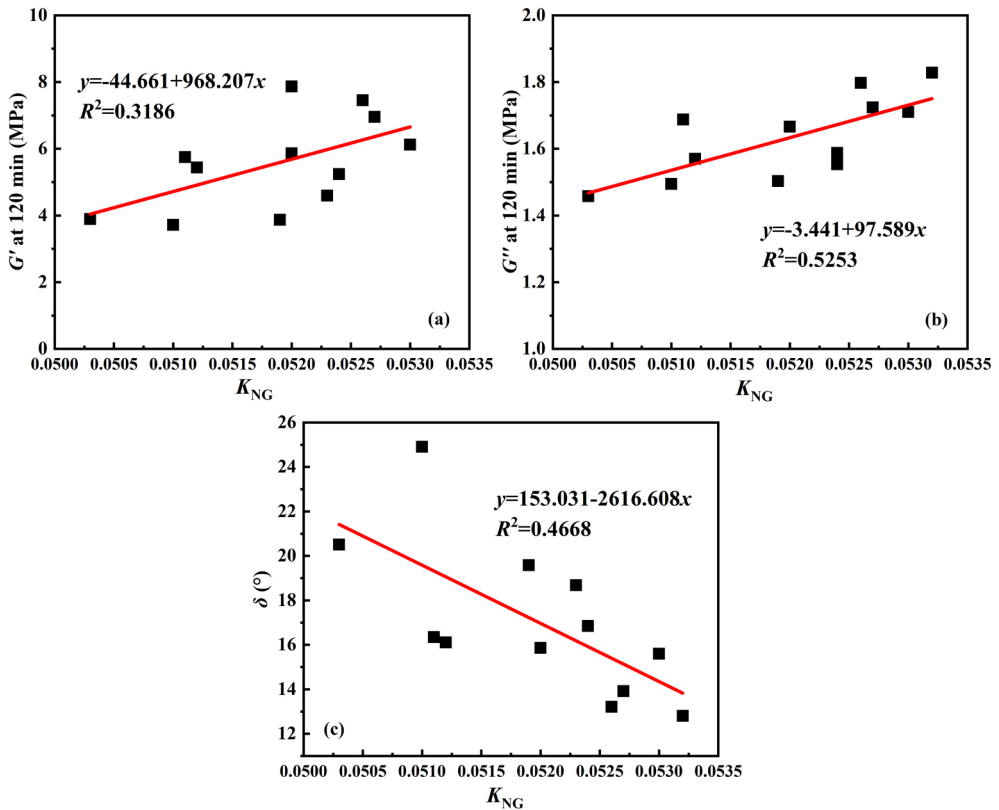 10
8
6
4
2
0
G′ at 120 min (MPa)
y=-44.661+968.207x
R²=0.3186
(a)
0.0500 0.0505 0.0510 0.0515 0.0520 0.0525 0.0530 0.0535
K_NG
2.0
1.8
1.6
1.4
1.2
1.0
G″ at 120 min (MPa)
y=-3.441+97.589x
R²=0.5253
(b)
0.0500 0.0505 0.0510 0.0515 0.0520 0.0525 0.0530 0.0535
K_NG
26
24
22
20
18
16
14
12
δ (°)
y=153.031-2616.608x
R²=0.4668
(c)
0.0500 0.0505 0.0510 0.0515 0.0520 0.0525 0.0530 0.0535
K_NG